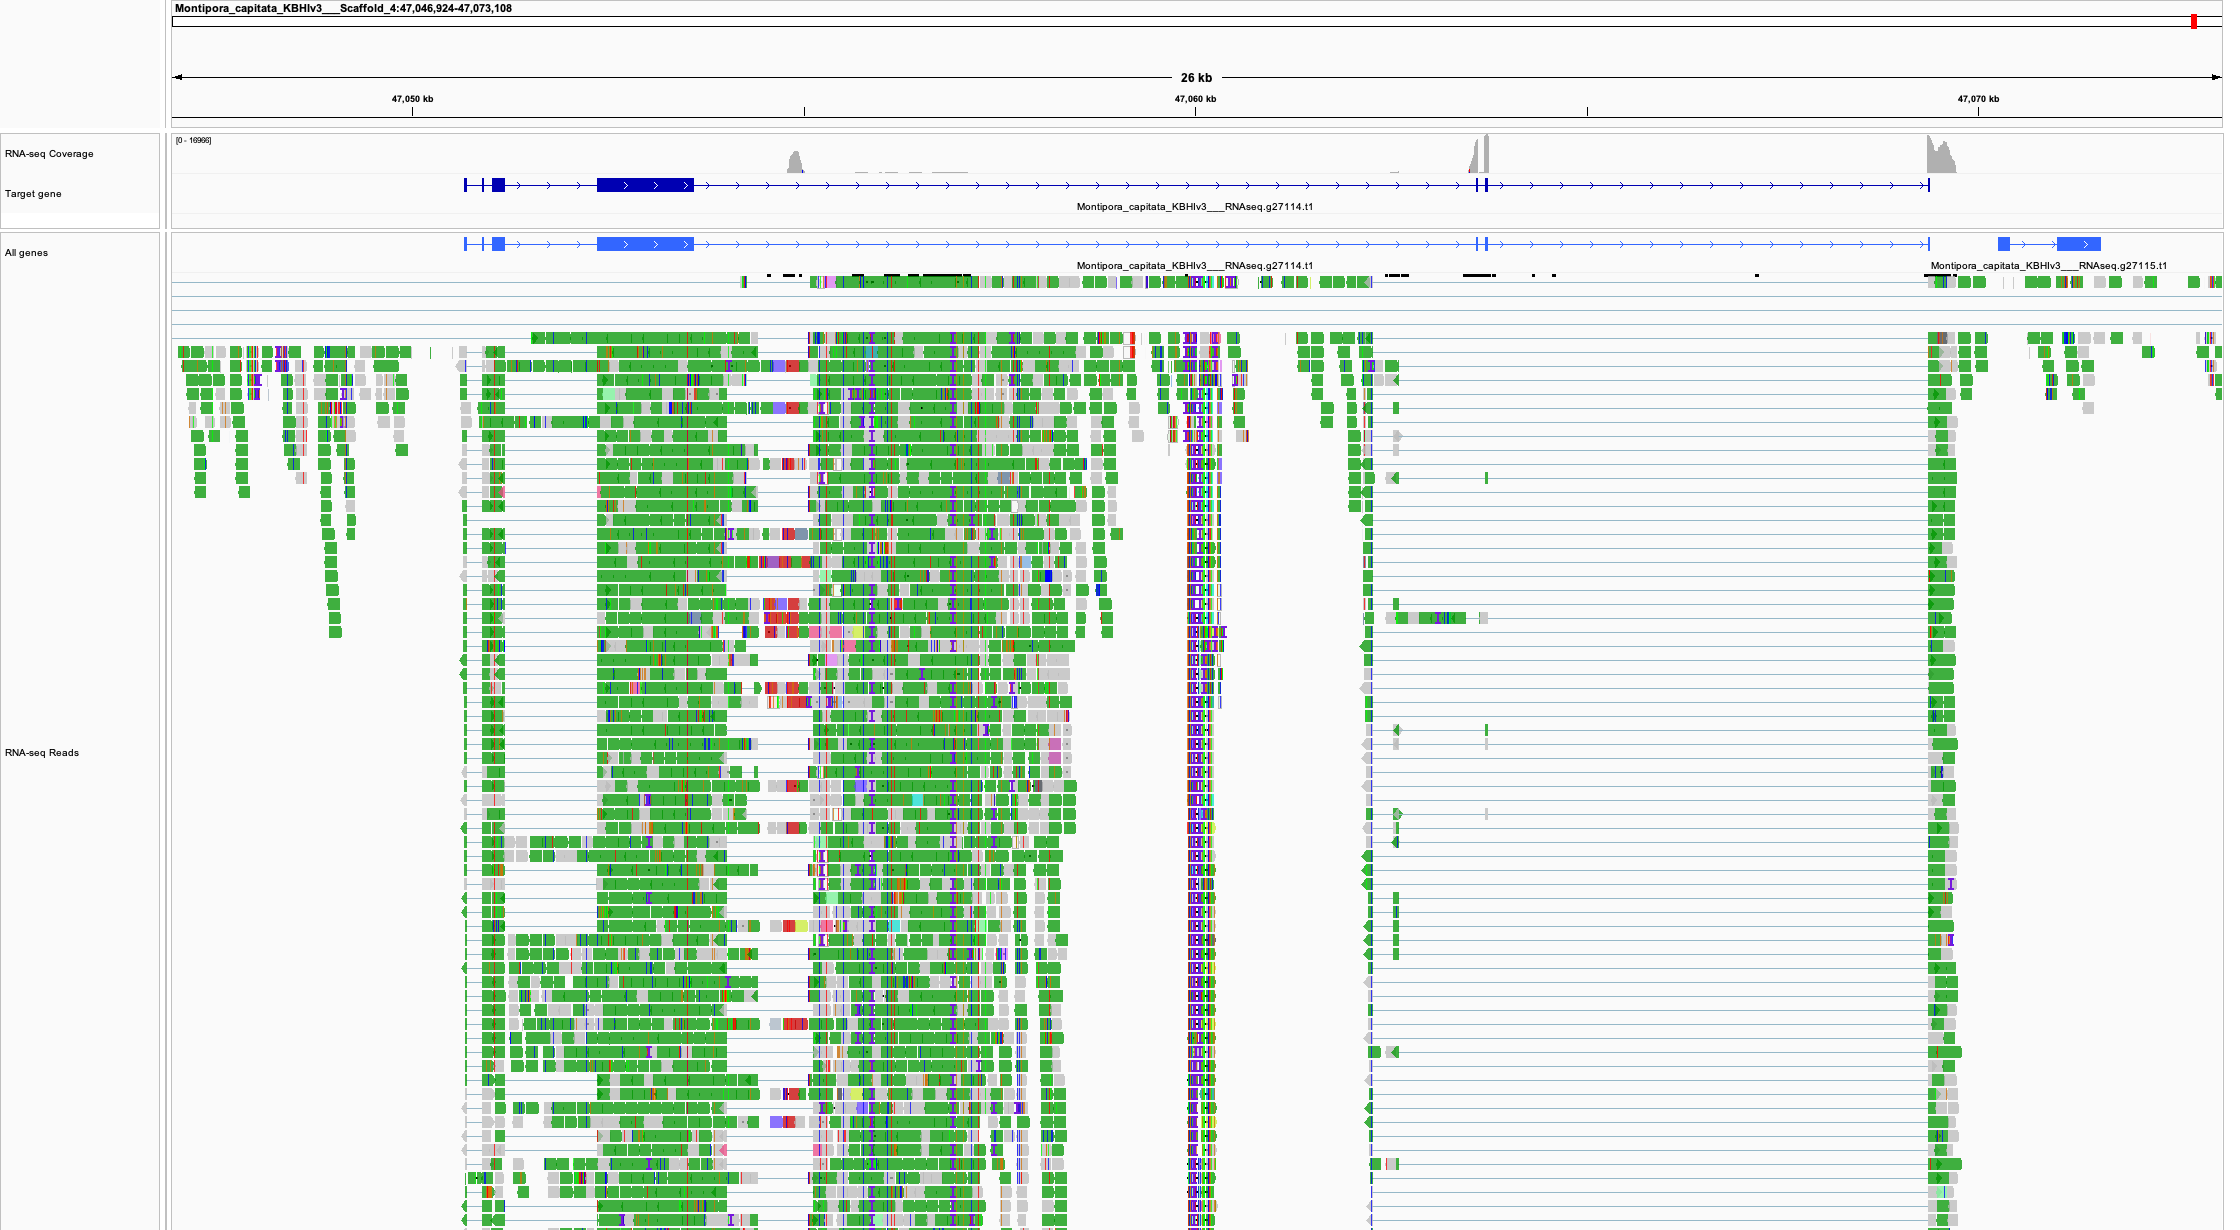 Montipora_capitata_KBHIv3___Scaffold_4:47,046,924-47,073,108
26 kb
47,050 kb 47,060 kb 47,070 kb
[0 - 16966]
RNA-seq Coverage
Target gene
Montipora_capitata_KBHIv3___RNAseq.g27114.t1
All genes
Montipora_capitata_KBHIv3___RNAseq.g27114.t1 Montipora_capitata_KBHIv3___RNAseq.g27115.t1
RNA-seq Reads